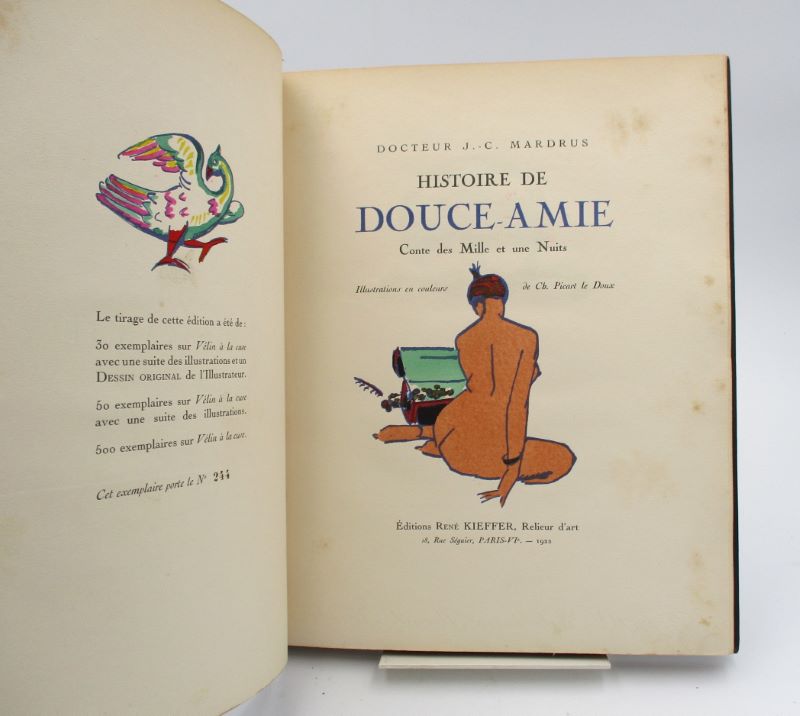 Le tirage de cette édition a été de :
30 exemplaires sur Vélin à la cuve
avec une suite des illustrations et un
DESSIN ORIGINAL de l'Illustrateur.
50 exemplaires sur Vélin à la cuve
avec une suite des illustrations.
500 exemplaires sur Vélin à la cuve.
Cet exemplaire porte le N° 244
DOCTEUR J.-C. MARDRUS
HISTOIRE DE
DOUCE-AMIE
Conte des Mille et une Nuits
Illustrations en couleurs de Ch. Picart le Doux
Éditions RENÉ KIEFFER, Relieur d'art
18, Rue Séguier, PARIS-VIe. — 1922